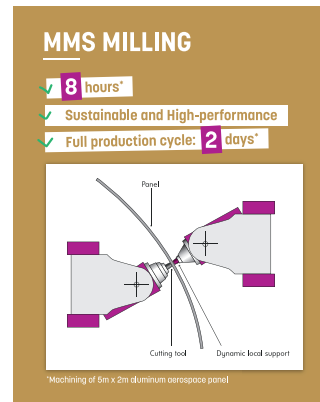 MMS MILLING
8 hours*
Sustainable and High-performance
Full production cycle: 2 days*
Panel
Cutting tool
Dynamic local support
*Machining of 5m x 2m aluminum aerospace panel